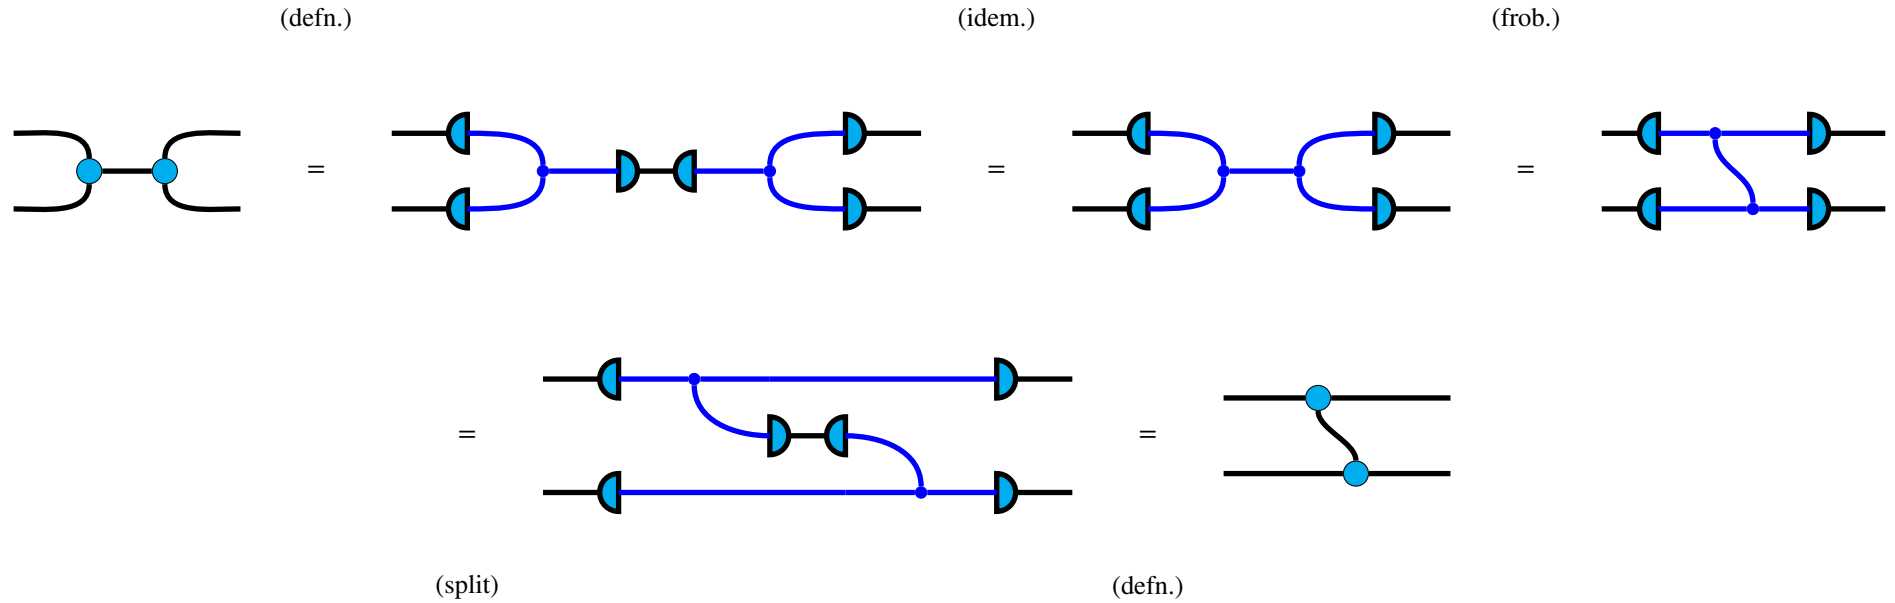 (defn.) (idem.) (frob.)
= = =
= =
(split) (defn.)